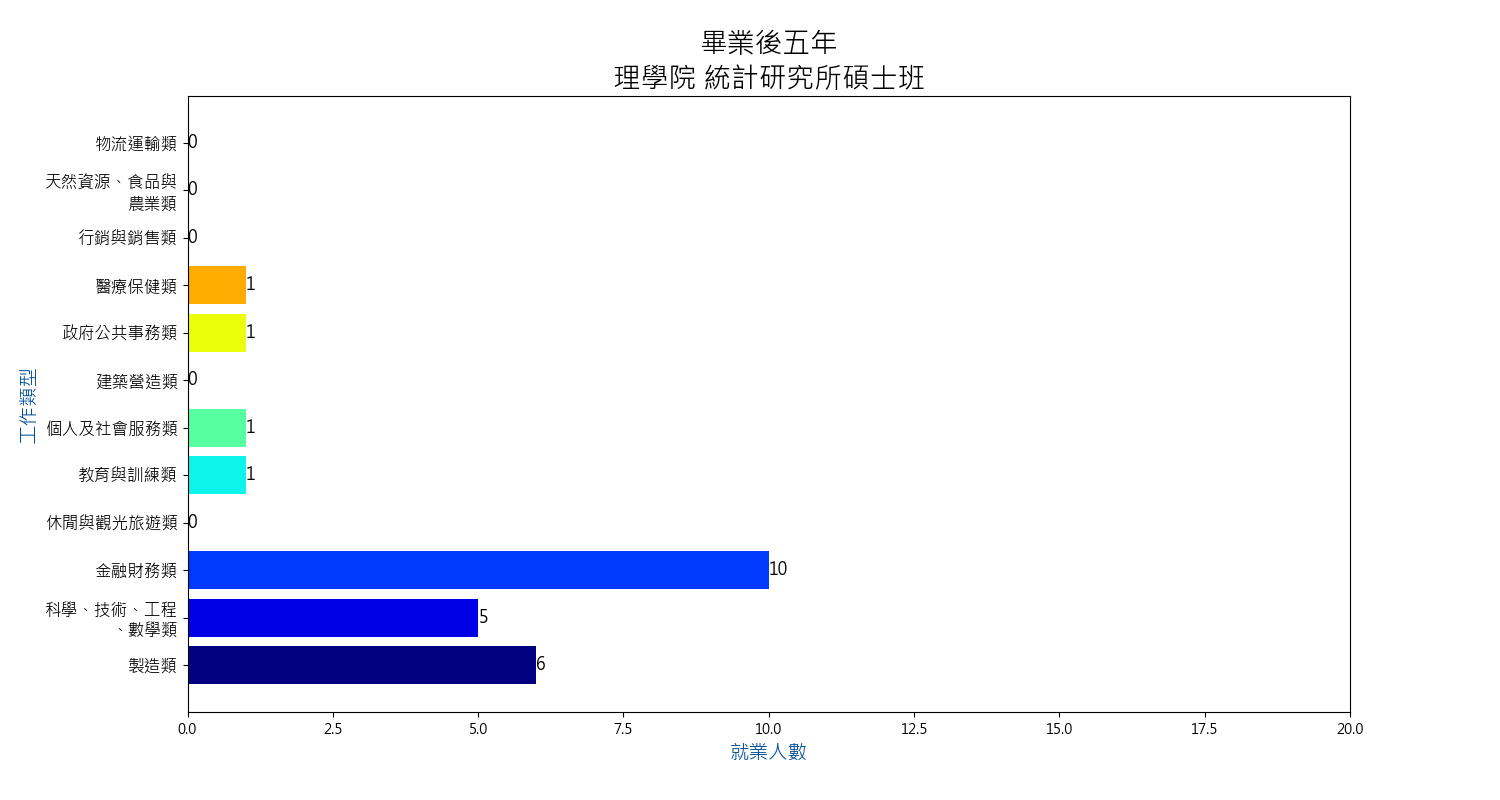 畢業後五年
理學院 統計研究所碩士班
物流運輸類
0
天然資源、食品與
農業類
0
行銷與銷售類
0
醫療保健類
1
政府公共事務類
1
建築營造類
0
個人及社會服務類
1
教育與訓練類
1
休閒與觀光旅遊類
0
金融財務類
10
科學、技術、工程
、數學類
5
製造類
6
工作類型
0.0
2.5
5.0
7.5
10.0
12.5
15.0
17.5
20.0
就業人數